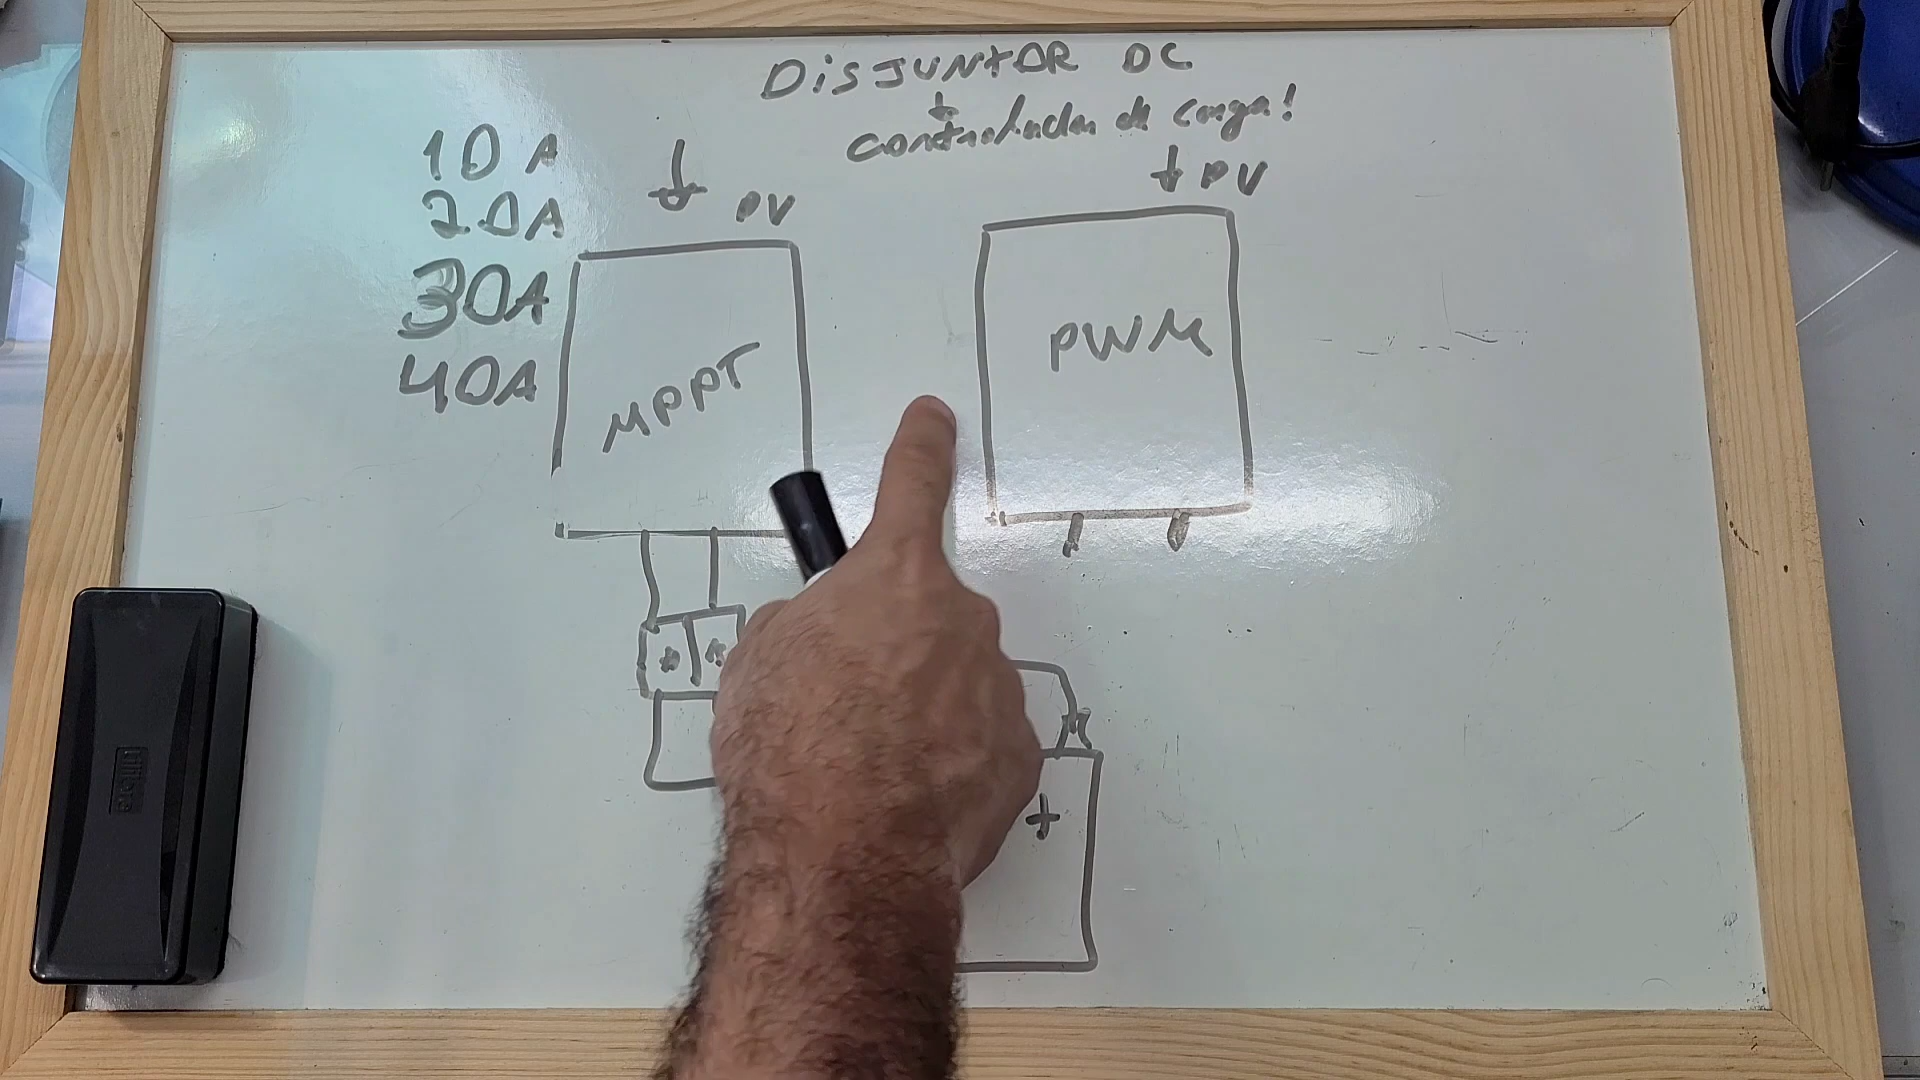 DISJUNTOR DC
+
controlador de carga!
10 A
20A
30A
40A
PV
MPPT
PV
PWM
+